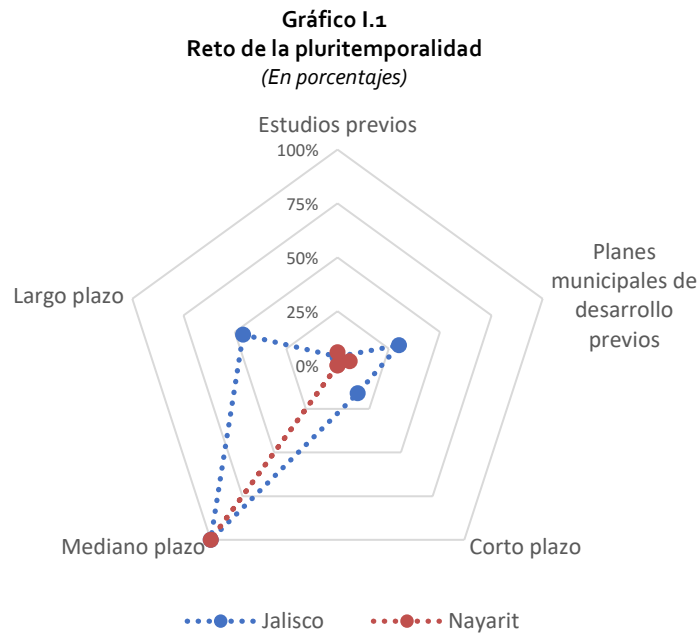 Gráfico I.1
Reto de la pluritemporalidad
(En porcentajes)
Estudios previos
100%
75%
50%
25%
0%
Planes
municipales de
desarrollo
previos
Largo plazo
Mediano plazo
Corto plazo
Jalisco
Nayarit